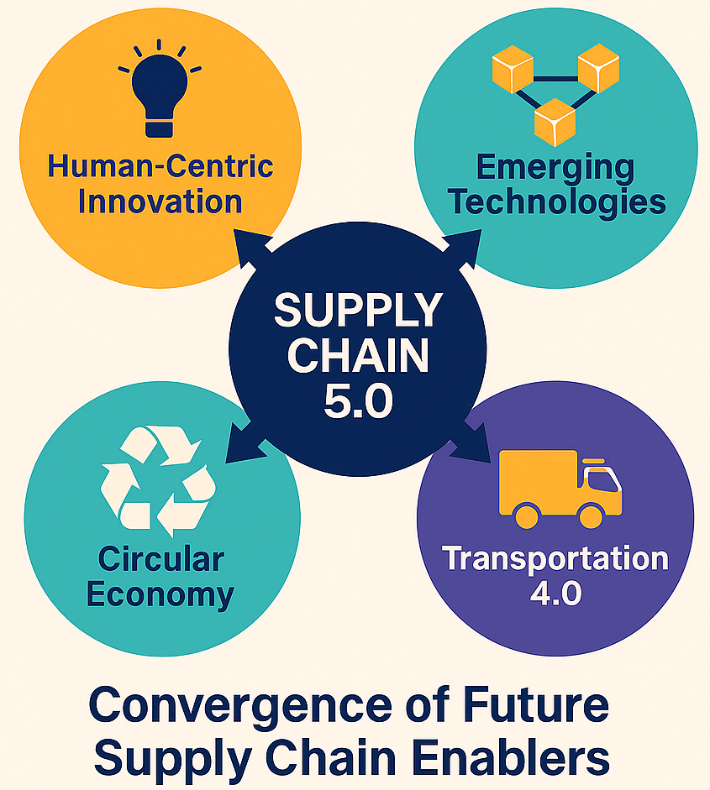 Human-Centric
Innovation
Emerging
Technologies
SUPPLY
CHAIN
5.0
Circular
Economy
Transportation
4.0
Convergence of Future
Supply Chain Enablers